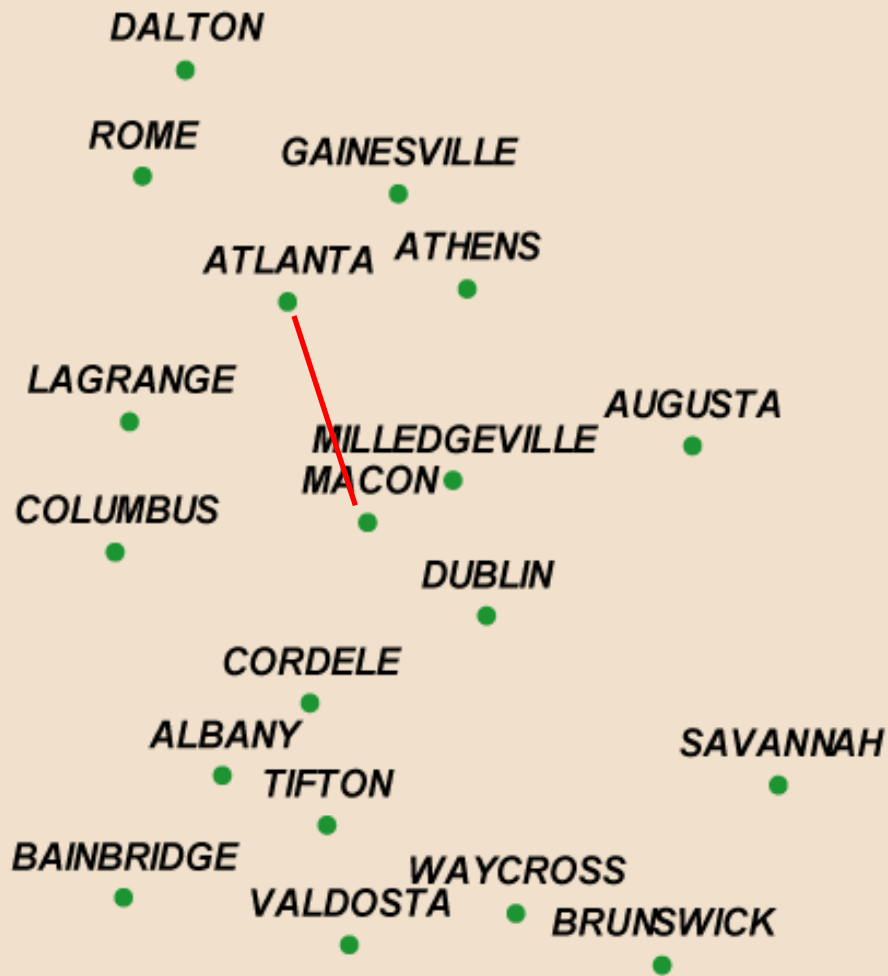 DALTON
ROME
GAINESVILLE
ATLANTA
ATHENS
LAGRANGE
AUGUSTA
MILLEDGEVILLE
MACON
COLUMBUS
DUBLIN
CORDELE
ALBANY
SAVANNAH
TIFTON
BAINBRIDGE
WAYCROSS
VALDOSTA
BRUNSWICK